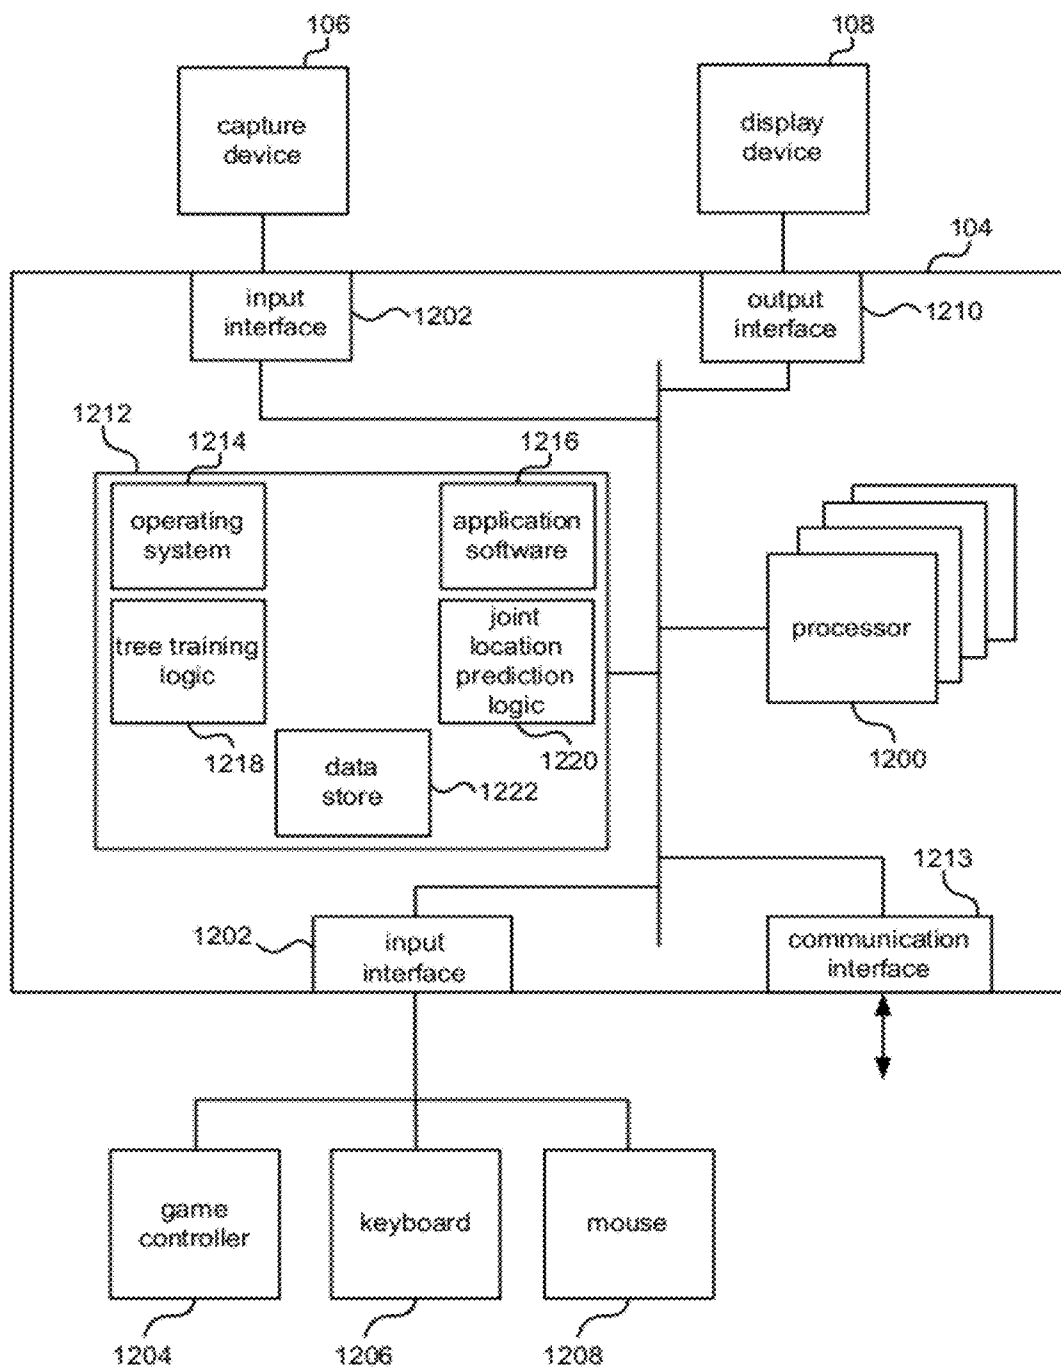 106
108
capture
device
display
device
104
input
interface
1202
output
interface
1210
1212
1214
1216
operating
system
application
software
tree training
logic
joint
location
prediction
logic
processor
1218
1220
1200
data
store
1222
1213
1202
input
interface
communication
interface
game
controller
keyboard
mouse
1204
1206
1208